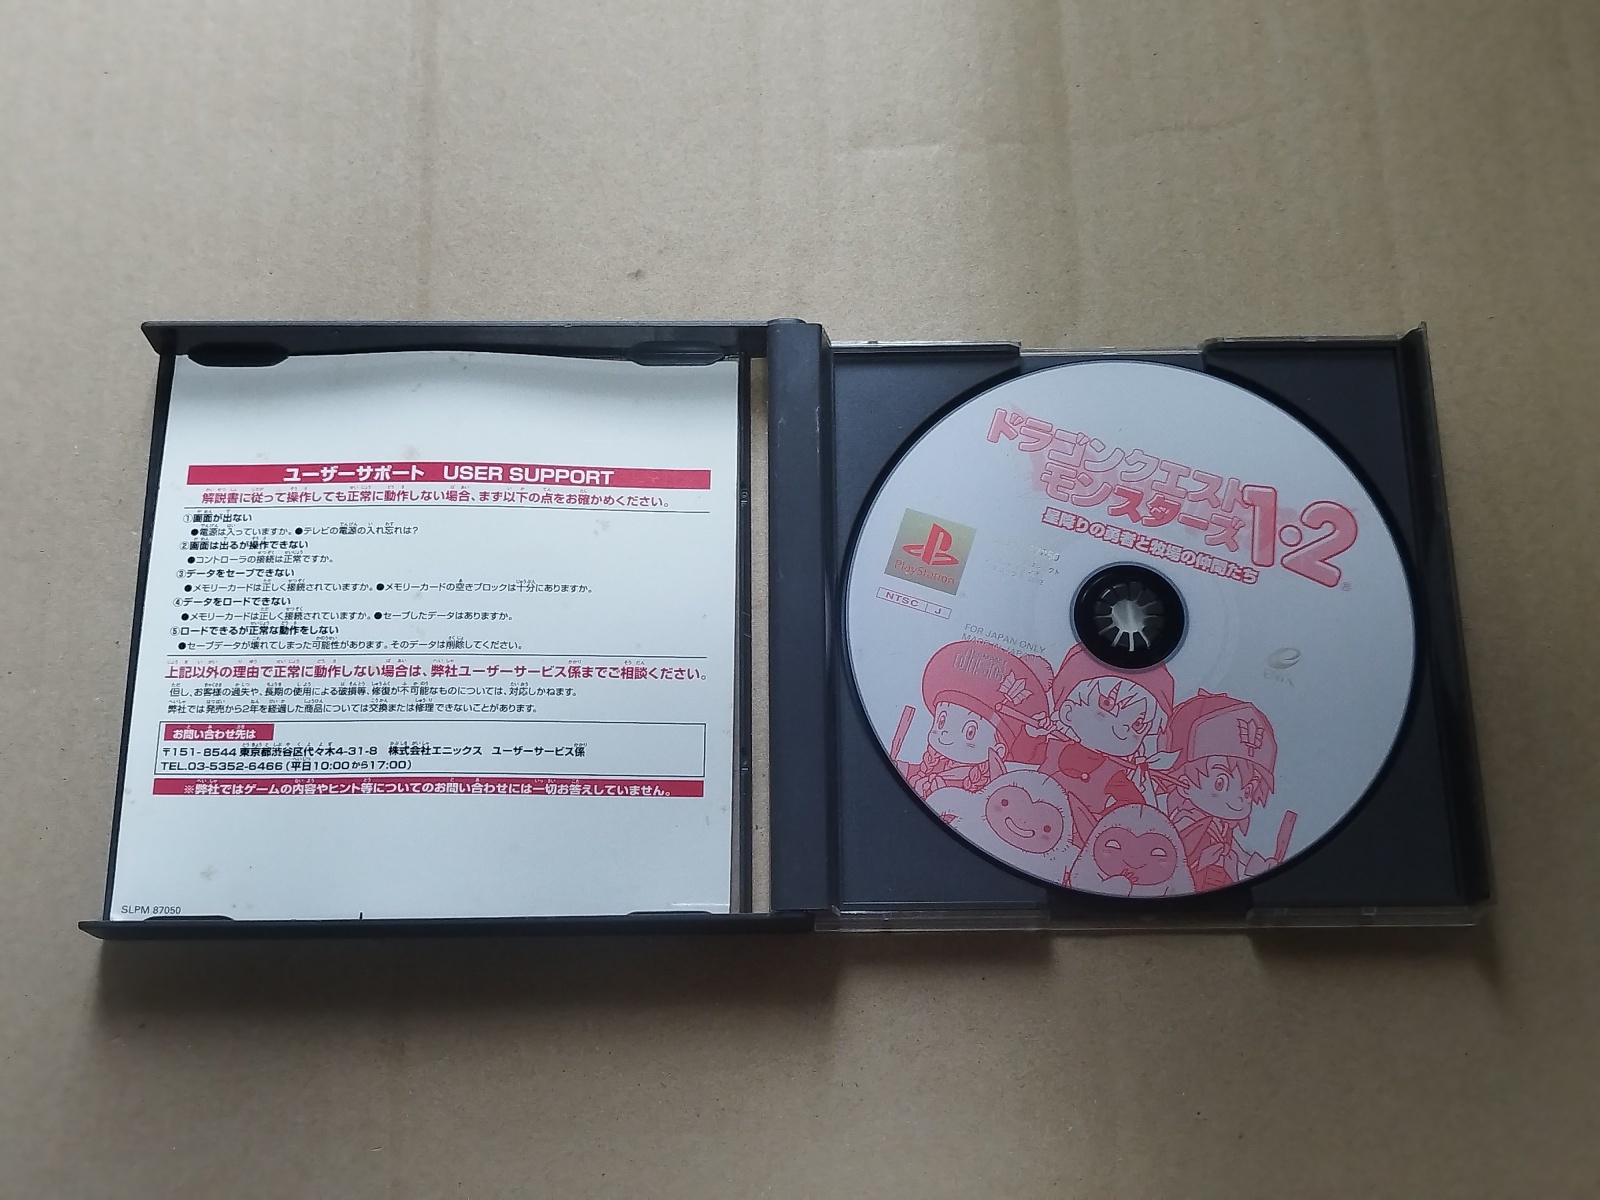 ユーザーサポート USER SUPPORT
解説書に従って操作しても正常に動作しない場合、まず以下の点をお確かめください。
①画面が出ない
●電源は入っていますか。●テレビの電源の入れ忘れは?
②画面は出るが操作できない
●コントローラの接続は正常ですか。
③データをセーブできない
●メモリーカードは正しく接続されていますか。●メモリーカードの空きブロックは十分にありますか。
④データをロードできない
●メモリーカードは正しく接続されていますか。●セーブしたデータはありますか。
⑤ロードできるが正常な動作をしない
●セーブデータが壊れてしまった可能性があります。そのデータは削除してください。
上記以外の理由で正常に動作しない場合は、弊社ユーザーサービス係までご相談ください。
但し、お客様の過失や、長期の使用による破損等、修復が不可能なものについては、対応しかねます。
弊社では発売から2年を経過した商品については交換または修理できないことがあります。
お問い合わせ先は
〒151-8544 東京都渋谷区代々木4-31-8 株式会社エニックス ユーザーサービス係
TEL.03-5352-6466(平日10:00から17:00)
※弊社ではゲームの内容やヒント等についてのお問い合わせには一切お答えしていません。
SLPM 87050
ドラゴンクエスト
モンスターズ1・2
星降りの勇者と牧場の仲間たち
PlayStation
NTSC J
FOR JAPAN ONLY
MADE IN JAPAN